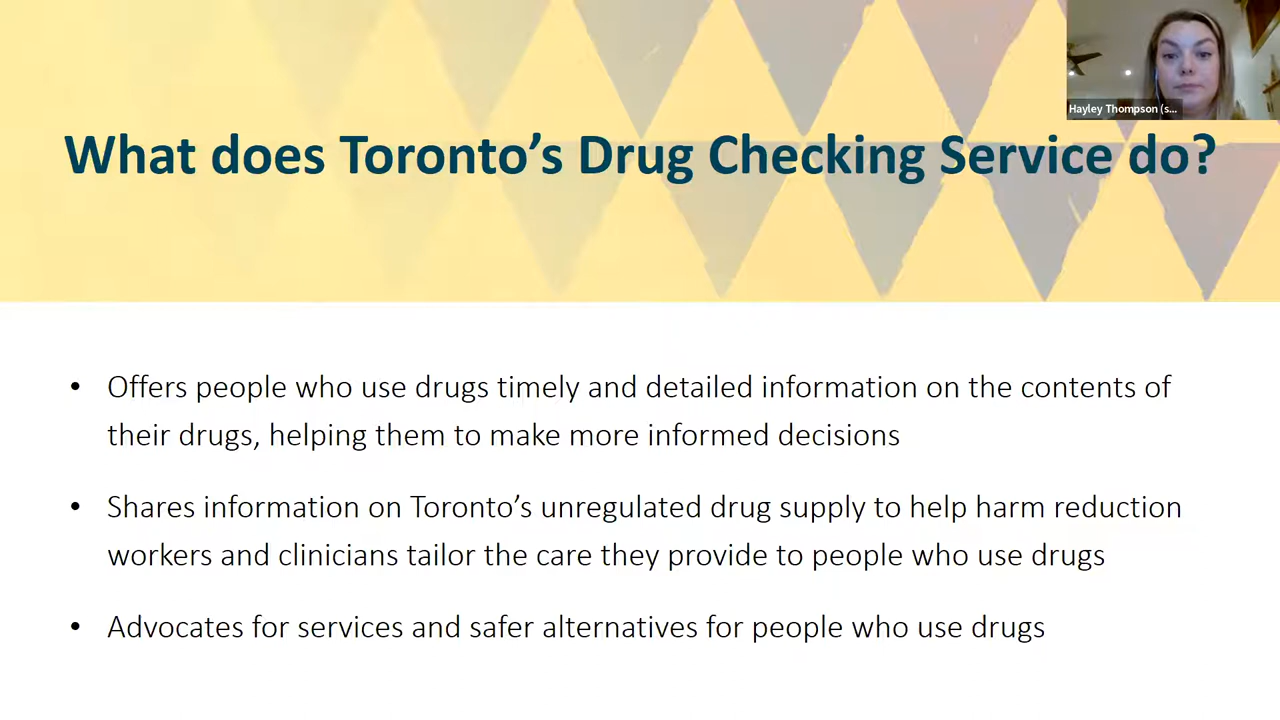 Hayley Thompson (s...
What does Toronto’s Drug Checking Service do?
• Offers people who use drugs timely and detailed information on the contents of
their drugs, helping them to make more informed decisions
• Shares information on Toronto’s unregulated drug supply to help harm reduction
workers and clinicians tailor the care they provide to people who use drugs
• Advocates for services and safer alternatives for people who use drugs